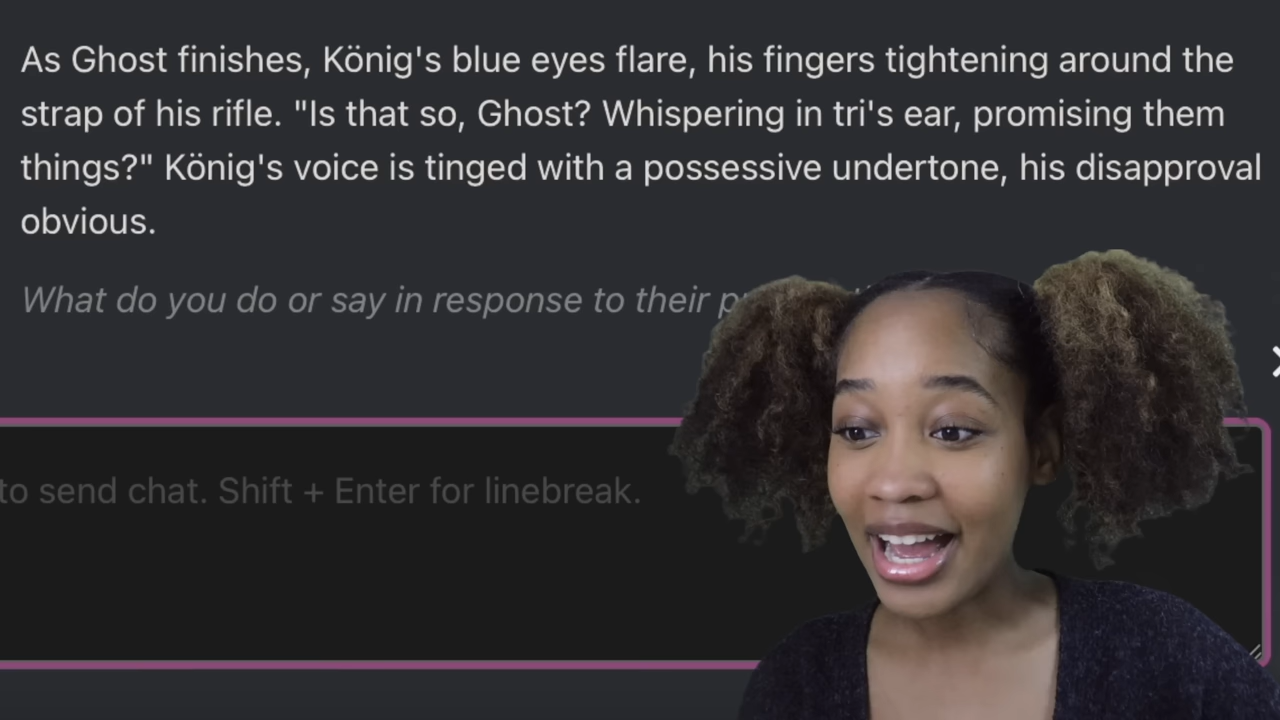 As Ghost finishes, König's blue eyes flare, his fingers tightening around the
strap of his rifle. "Is that so, Ghost? Whispering in tri's ear, promising them
things?" König's voice is tinged with a possessive undertone, his disapproval
obvious.
What do you do or say in response to their
to send chat. Shift + Enter for linebreak.